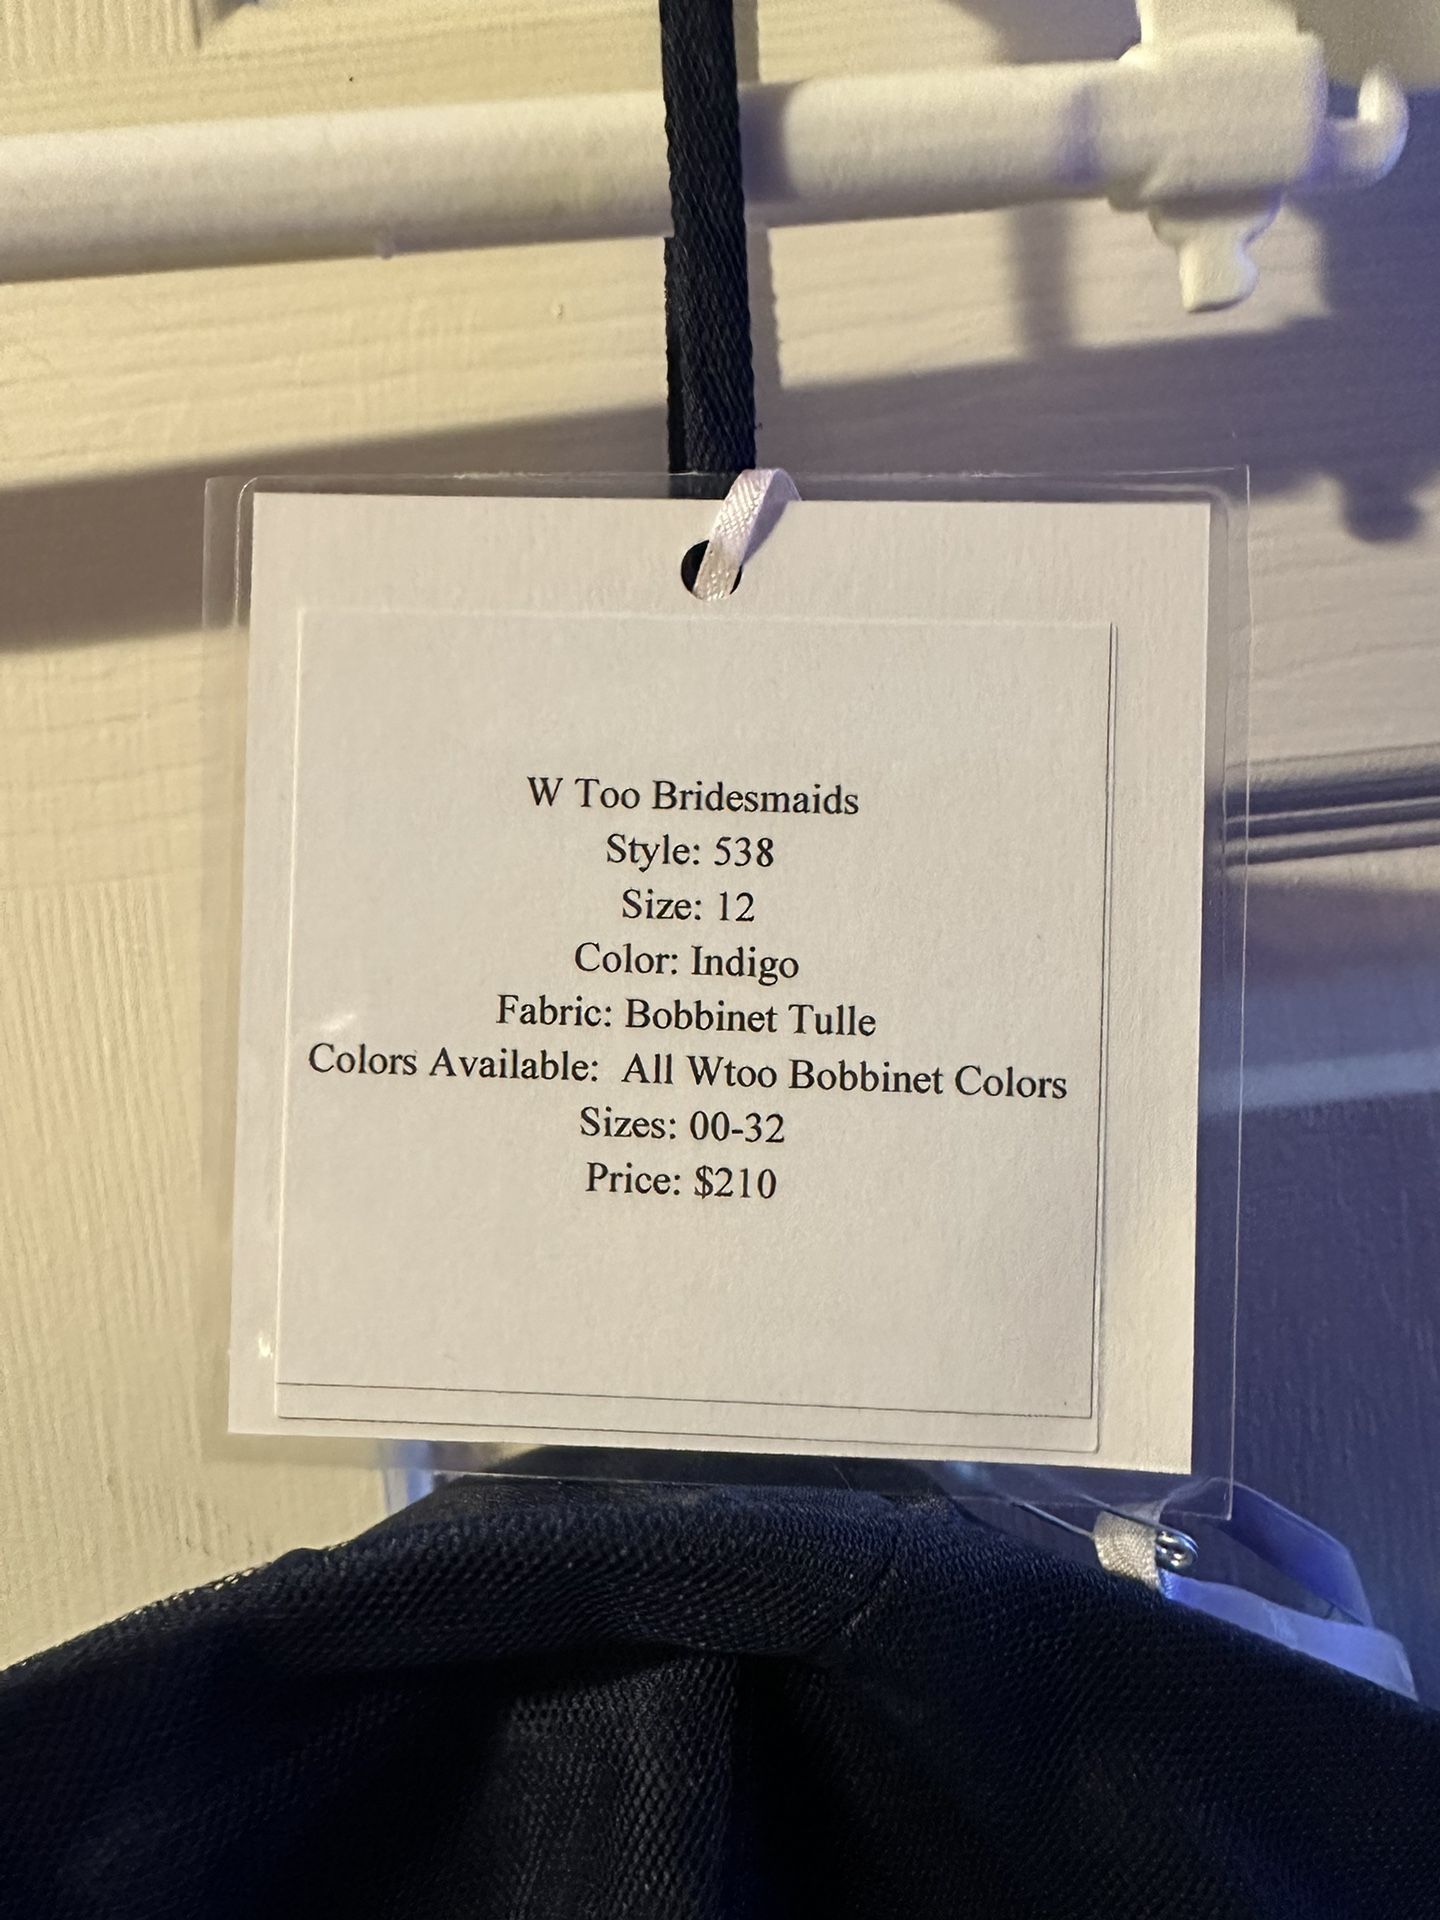 W Too Bridesmaids
Style: 538
Size: 12
Color: Indigo
Fabric: Bobbinet Tulle
Colors Available:  All Wtoo Bobbinet Colors
Sizes: 00-32
Price: $210